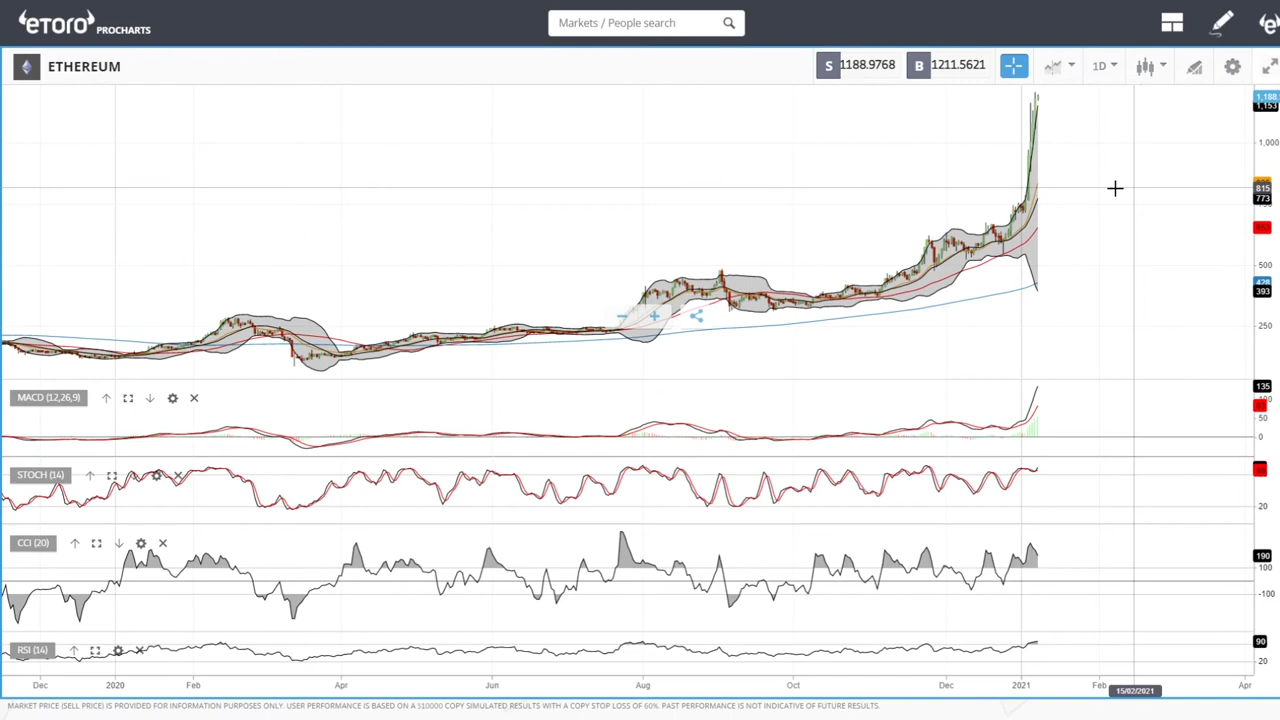 etoro PROCHARTS
Markets / People search
ETHEREUM
S 1188.9768 B 1211.5621
1D
1,188.
1,153
1,000
815
773
500
428
393
250
MACD (12,26,9)
135
100
50
0
STOCH (14)
20
CCI (20)
190
100
-100
RSI (14)
90
20
Dec 2020 Feb Apr Jun Aug Oct Dec 2021 Feb Apr
15/02/2021
MARKET PRICE (SELL PRICE) IS PROVIDED FOR INFORMATION PURPOSES ONLY. USER PERFORMANCE IS BASED ON A $10000 COPY SIMULATED RESULTS WITH A COPY STOP LOSS OF 60%. PAST PERFORMANCE IS NOT INDICATIVE OF FUTURE RESULTS.